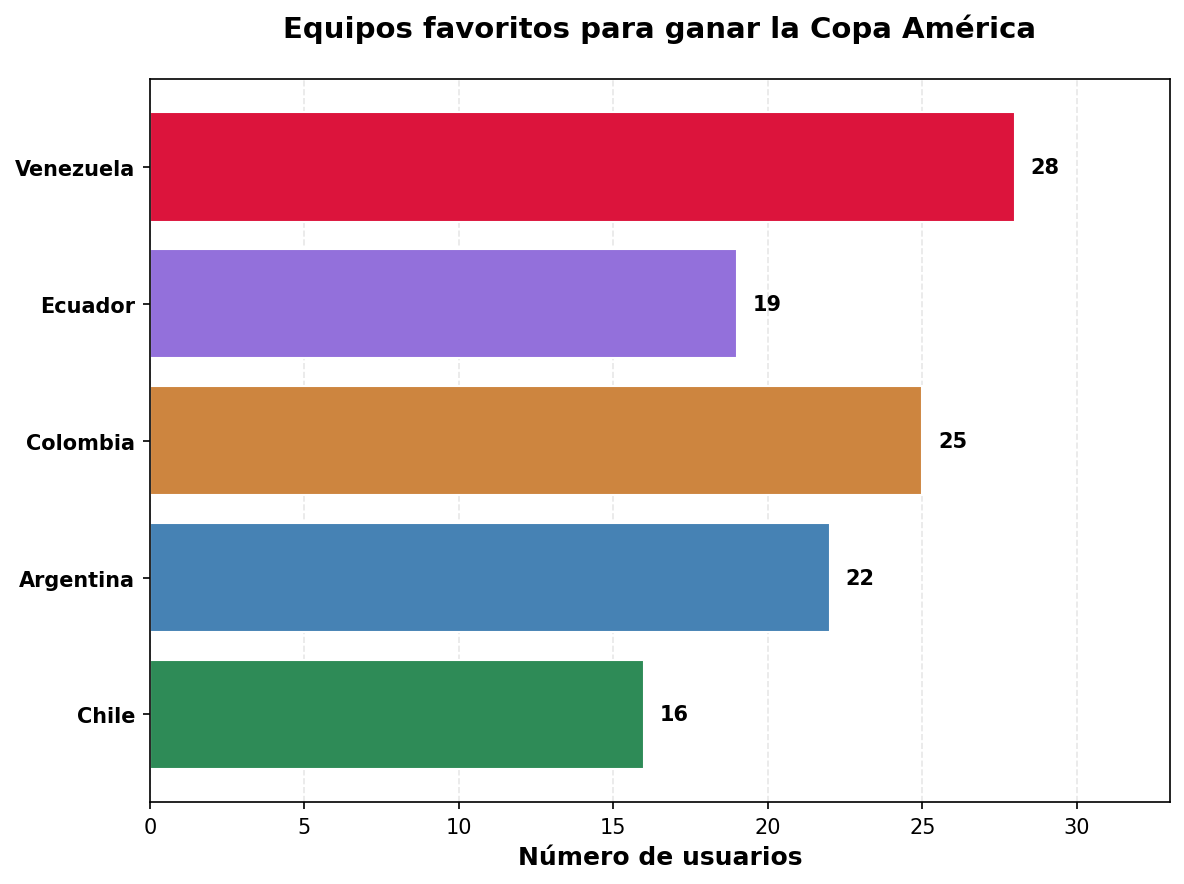 Equipos favoritos para ganar la Copa América
Venezuela
28
Ecuador
19
Colombia
25
Argentina
22
Chile
16
0 5 10 15 20 25 30
Número de usuarios